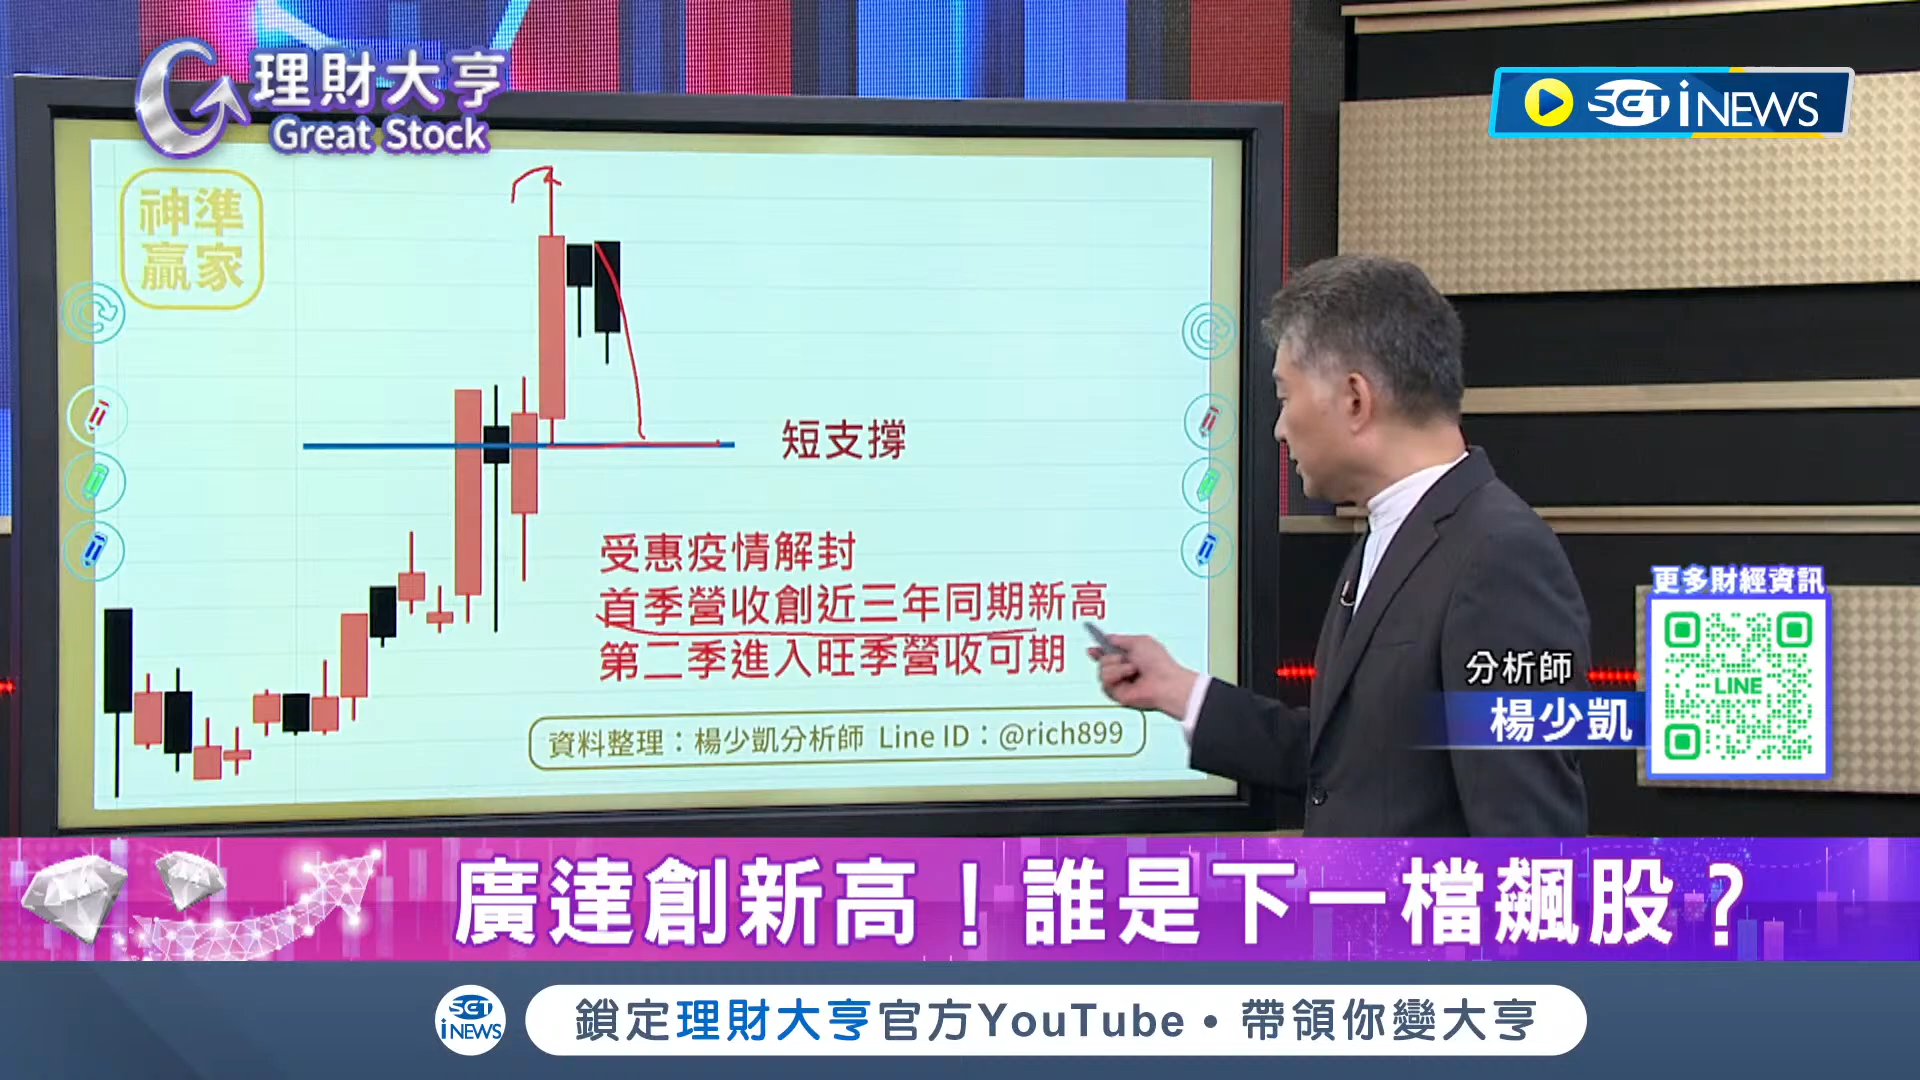 理財大亨
Great Stock
SET iNEWS
神準
贏家
短支撐
受惠疫情解封
首季營收創近三年同期新高
第二季進入旺季營收可期
資料整理：楊少凱分析師 Line ID：@rich899
更多財經資訊
LINE
分析師
楊少凱
廣達創新高！誰是下一檔飆股？
SET
iNEWS
鎖定理財大亨官方YouTube・帶領你變大亨